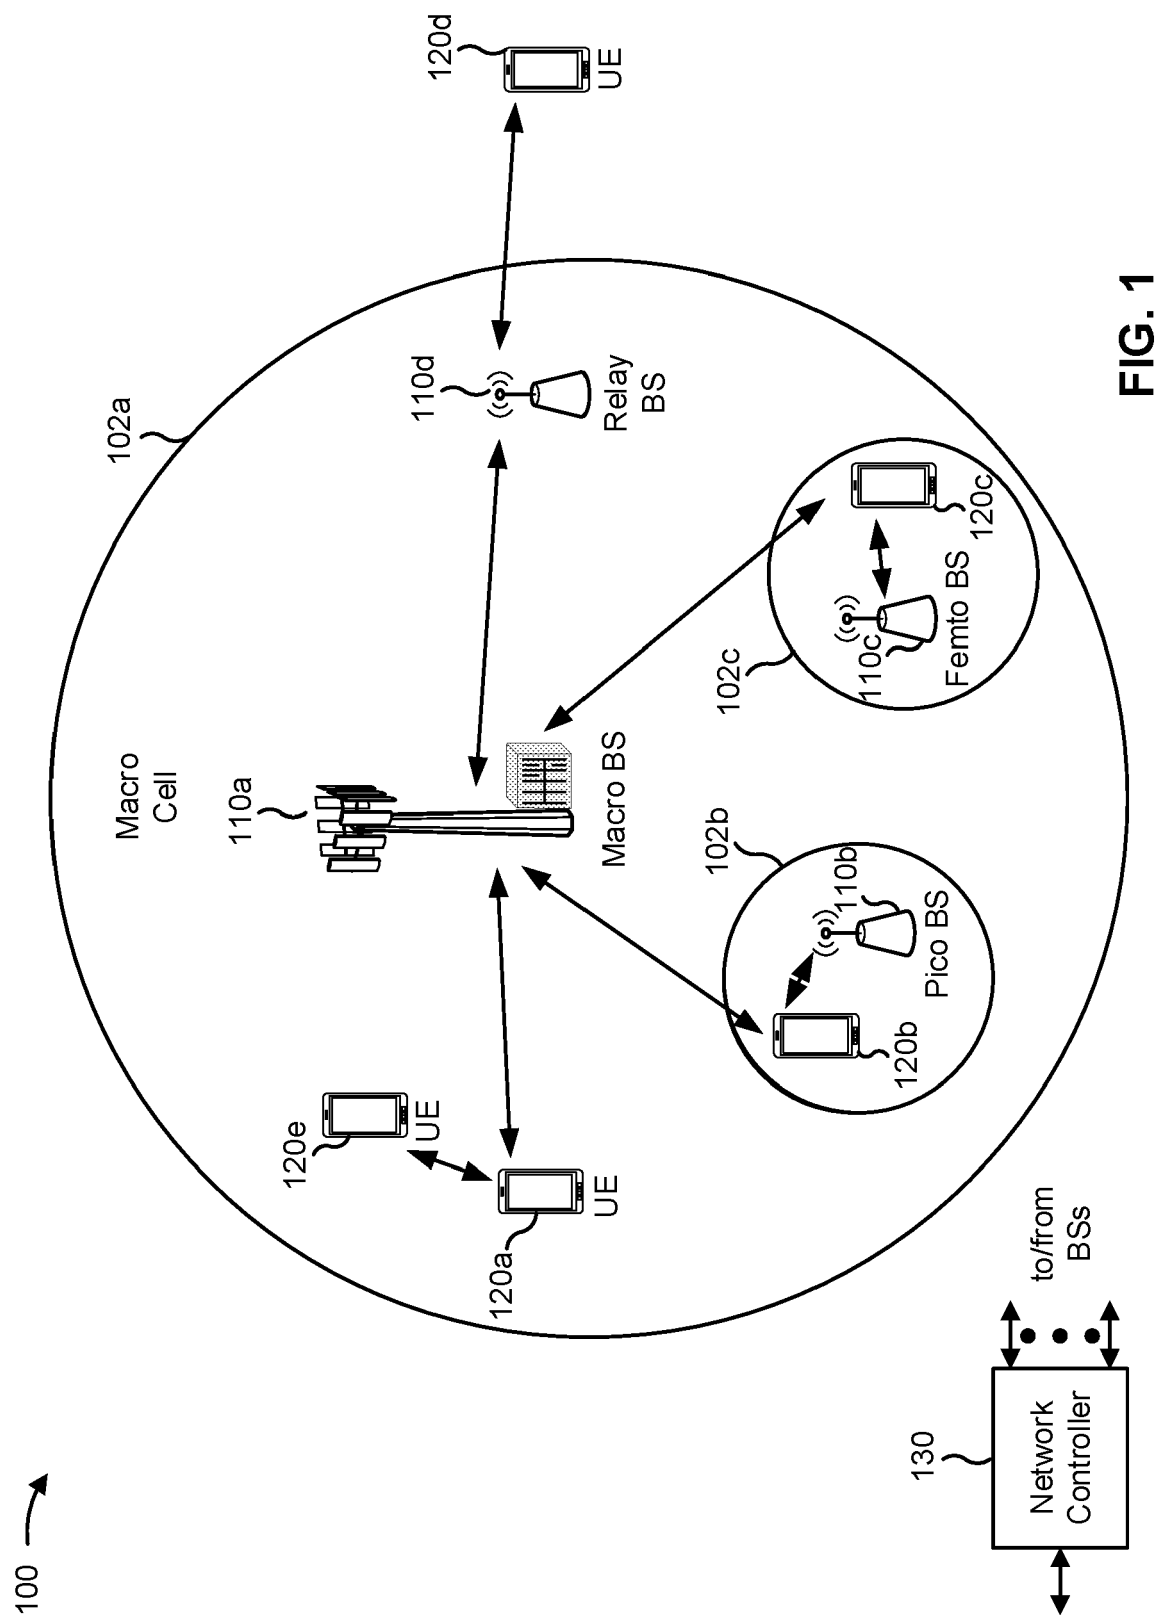 100
102a
Macro
Cell
110a
120d
UE
110d
Relay
BS
120e
UE
120a
UE
Macro BS
102b
110b
Pico BS
120b
102c
110c
Femto BS
120c
130
Network
Controller
to/from
BSs
FIG. 1